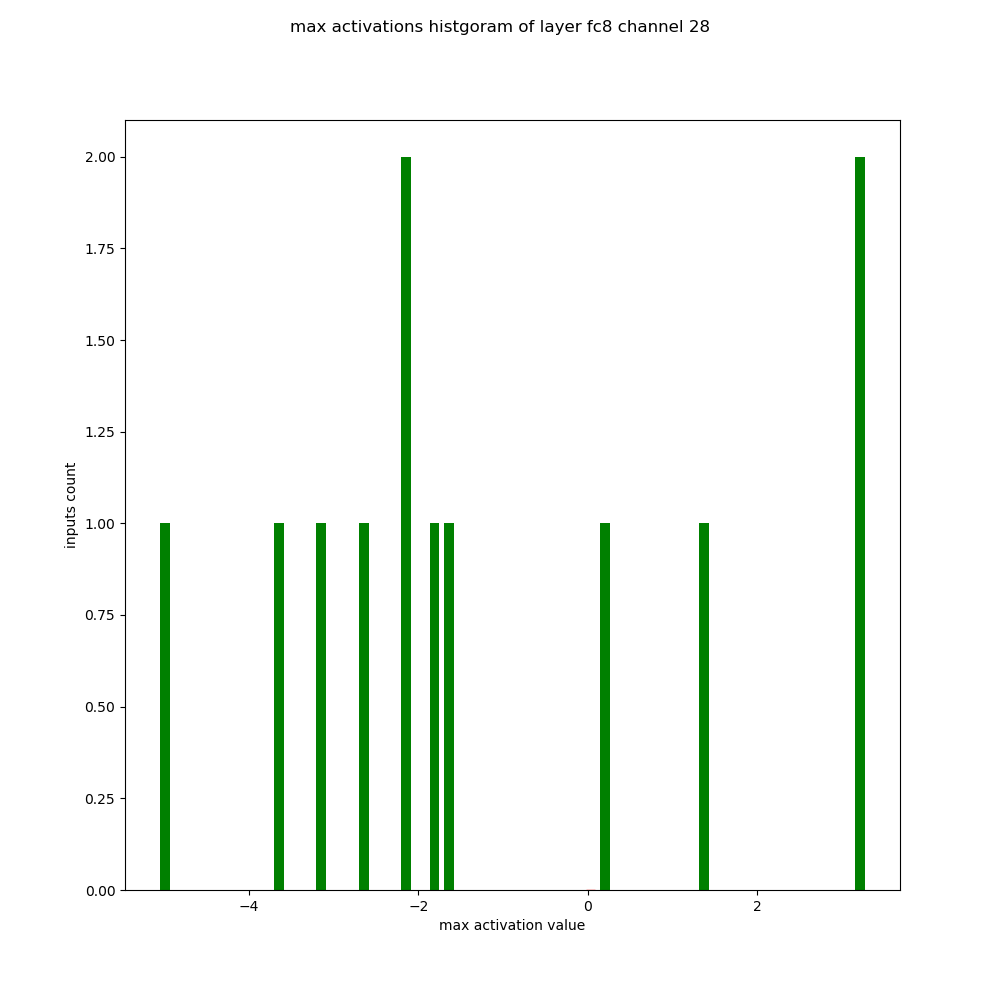 max activations histgoram of layer fc8 channel 28
2.00
1.75
1.50
1.25
1.00
0.75
0.50
0.25
0.00
inputs count
−4 −2 0 2
max activation value